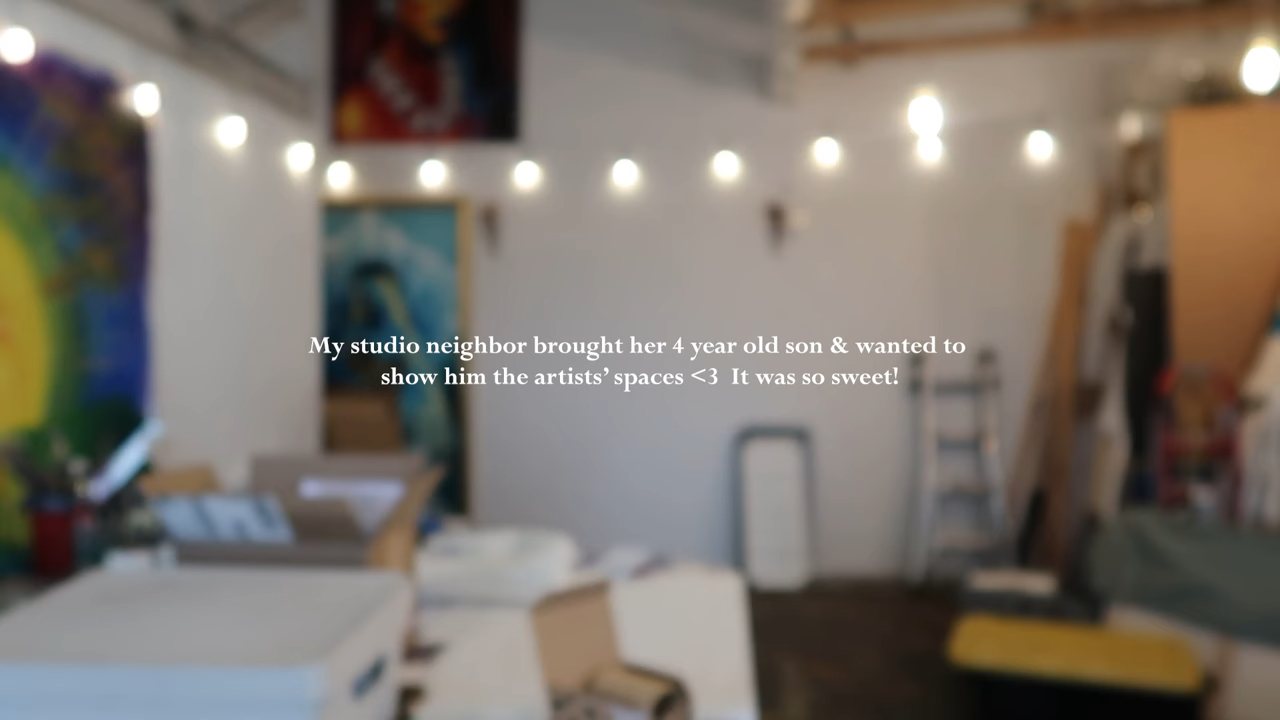 My studio neighbor brought her 4 year old son & wanted to
show him the artists’ spaces <3  It was so sweet!